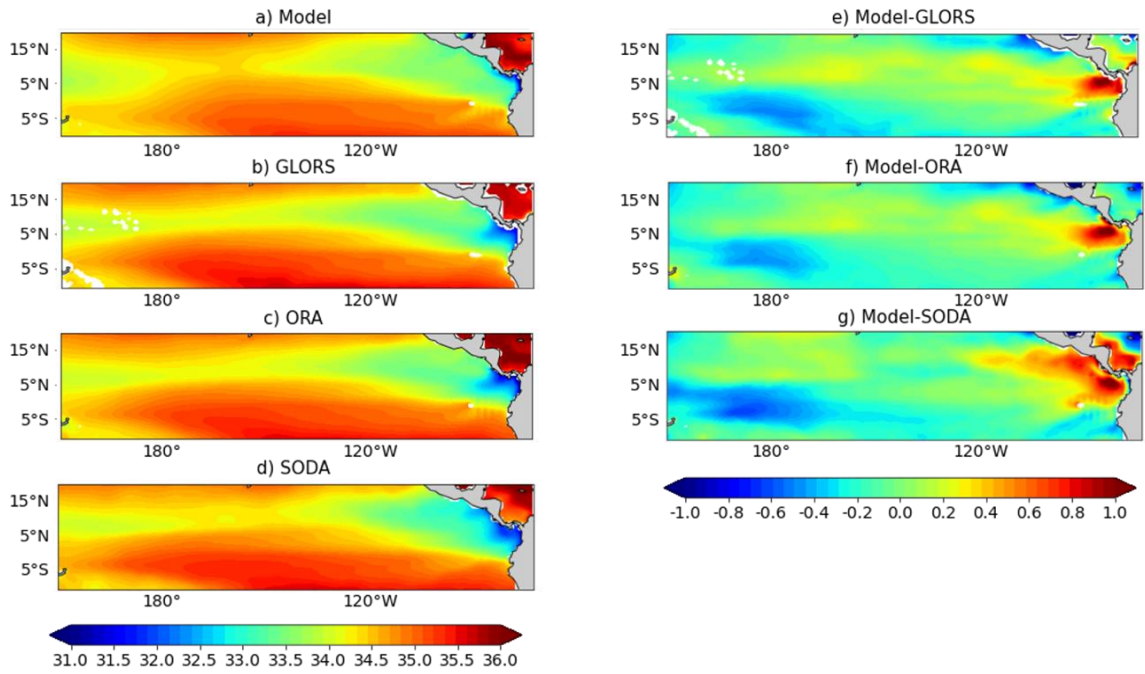 a) Model
15°N
5°N
5°S
180° 120°W
b) GLORS
15°N
5°N
5°S
180° 120°W
c) ORA
15°N
5°N
5°S
180° 120°W
d) SODA
15°N
5°N
5°S
180° 120°W
31.0 31.5 32.0 32.5 33.0 33.5 34.0 34.5 35.0 35.5 36.0
e) Model-GLORS
15°N
5°N
5°S
180° 120°W
f) Model-ORA
15°N
5°N
5°S
180° 120°W
g) Model-SODA
15°N
5°N
5°S
180° 120°W
-1.0 -0.8 -0.6 -0.4 -0.2 0.0 0.2 0.4 0.6 0.8 1.0